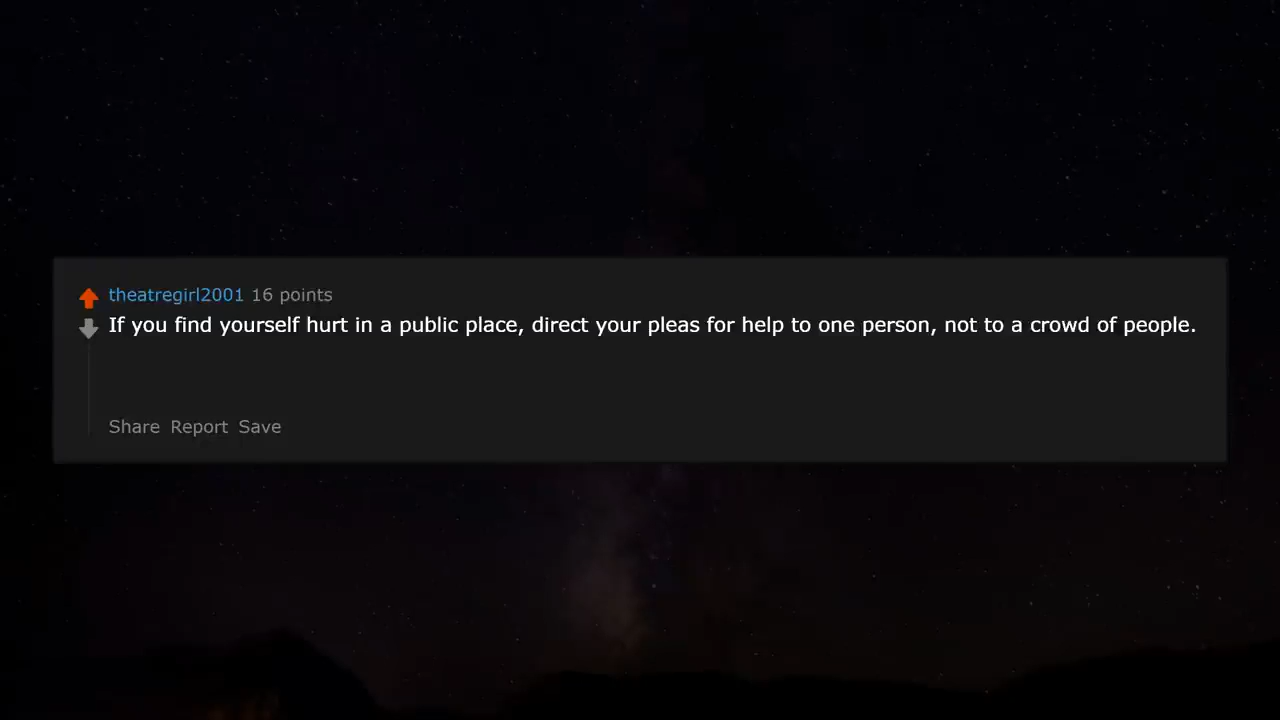 theatregirl2001 16 points
If you find yourself hurt in a public place, direct your pleas for help to one person, not to a crowd of people.
Share Report Save